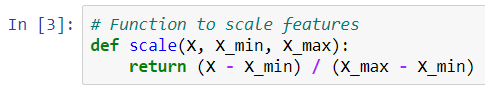 In [3]: # Function to scale features
def scale(X, X_min, X_max):
    return (X - X_min) / (X_max - X_min)